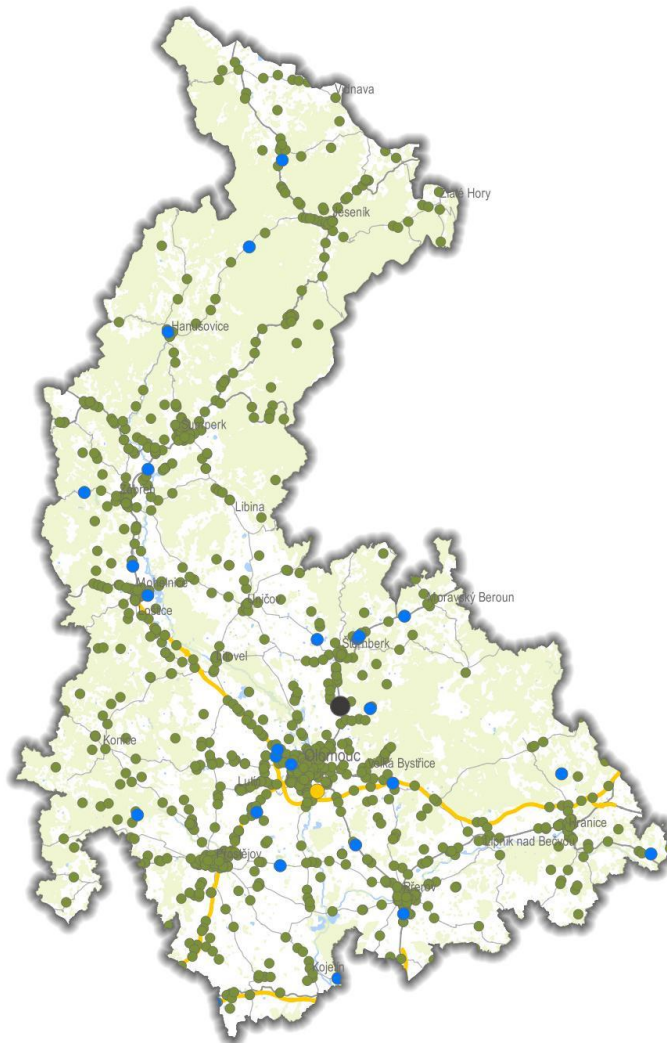 Vidnava
Zlaté Hory
Jeseník
Hanušovice
Šumperk
Zábřeh
Libina
Mohelnice
Moravský Beroun
Uničov
Loštice
Šternberk
Litovel
Konice
Olomouc
Velká Bystřice
Lutín
Hranice
Lipník nad Bečvou
Prostějov
Přerov
Kojetín